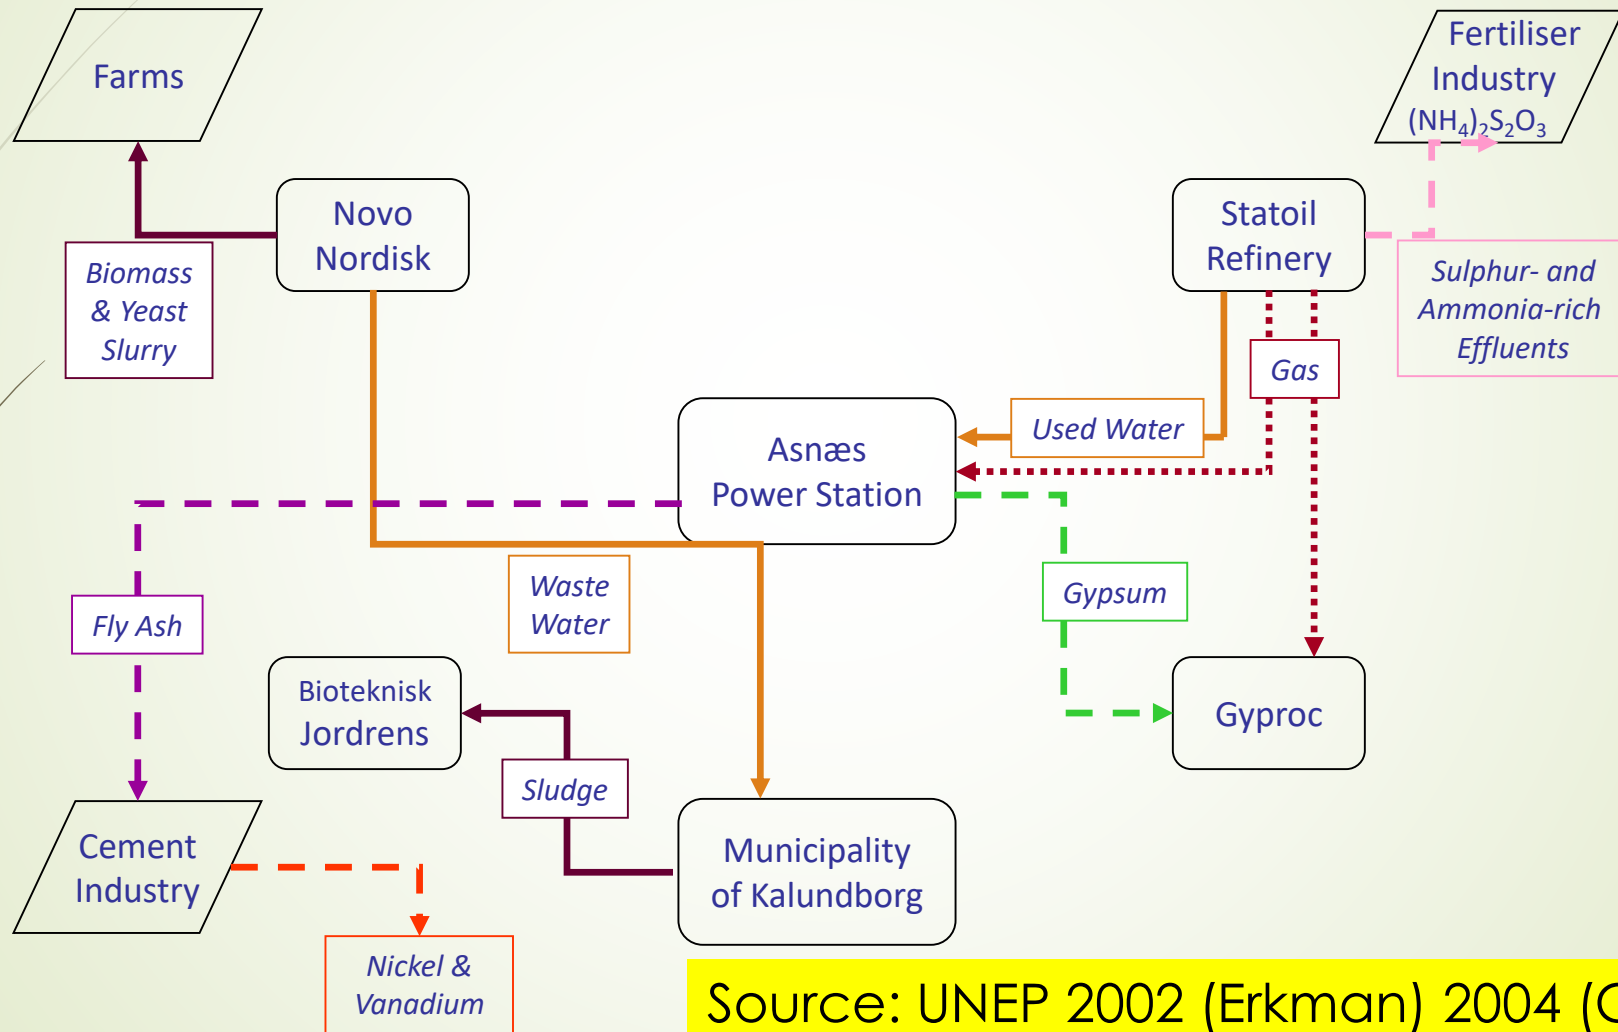 Farms
Fertiliser
Industry
(NH₄)₂S₂O₃
Novo
Nordisk
Statoil
Refinery
Biomass
& Yeast
Slurry
Sulphur- and
Ammonia-rich
Effluents
Gas
Used Water
Asnæs
Power Station
Waste
Water
Gypsum
Fly Ash
Bioteknisk
Jordrens
Gyproc
Sludge
Cement
Industry
Municipality
of Kalundborg
Nickel &
Vanadium
Source: UNEP 2002 (Erkman) 2004 (